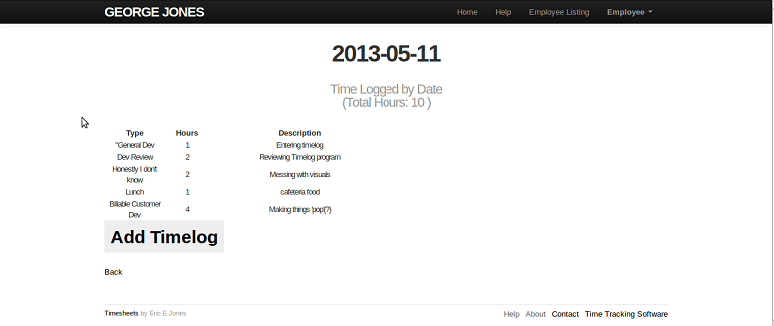 GEORGE JONES Home Help Employee Listing Employee
2013-05-11
Time Logged by Date
(Total Hours: 10 )
Type Hours Description
"General Dev 1 Entering timelog
Dev Review 2 Reviewing Timelog program
Honestly I don't
know 2 Messing with visuals
Lunch 1 cafeteria food
Billable Customer
Dev 4 Making things 'pop'(?)
Add Timelog
Back
Timesheets by Eric E Jones Help About Contact Time Tracking Software